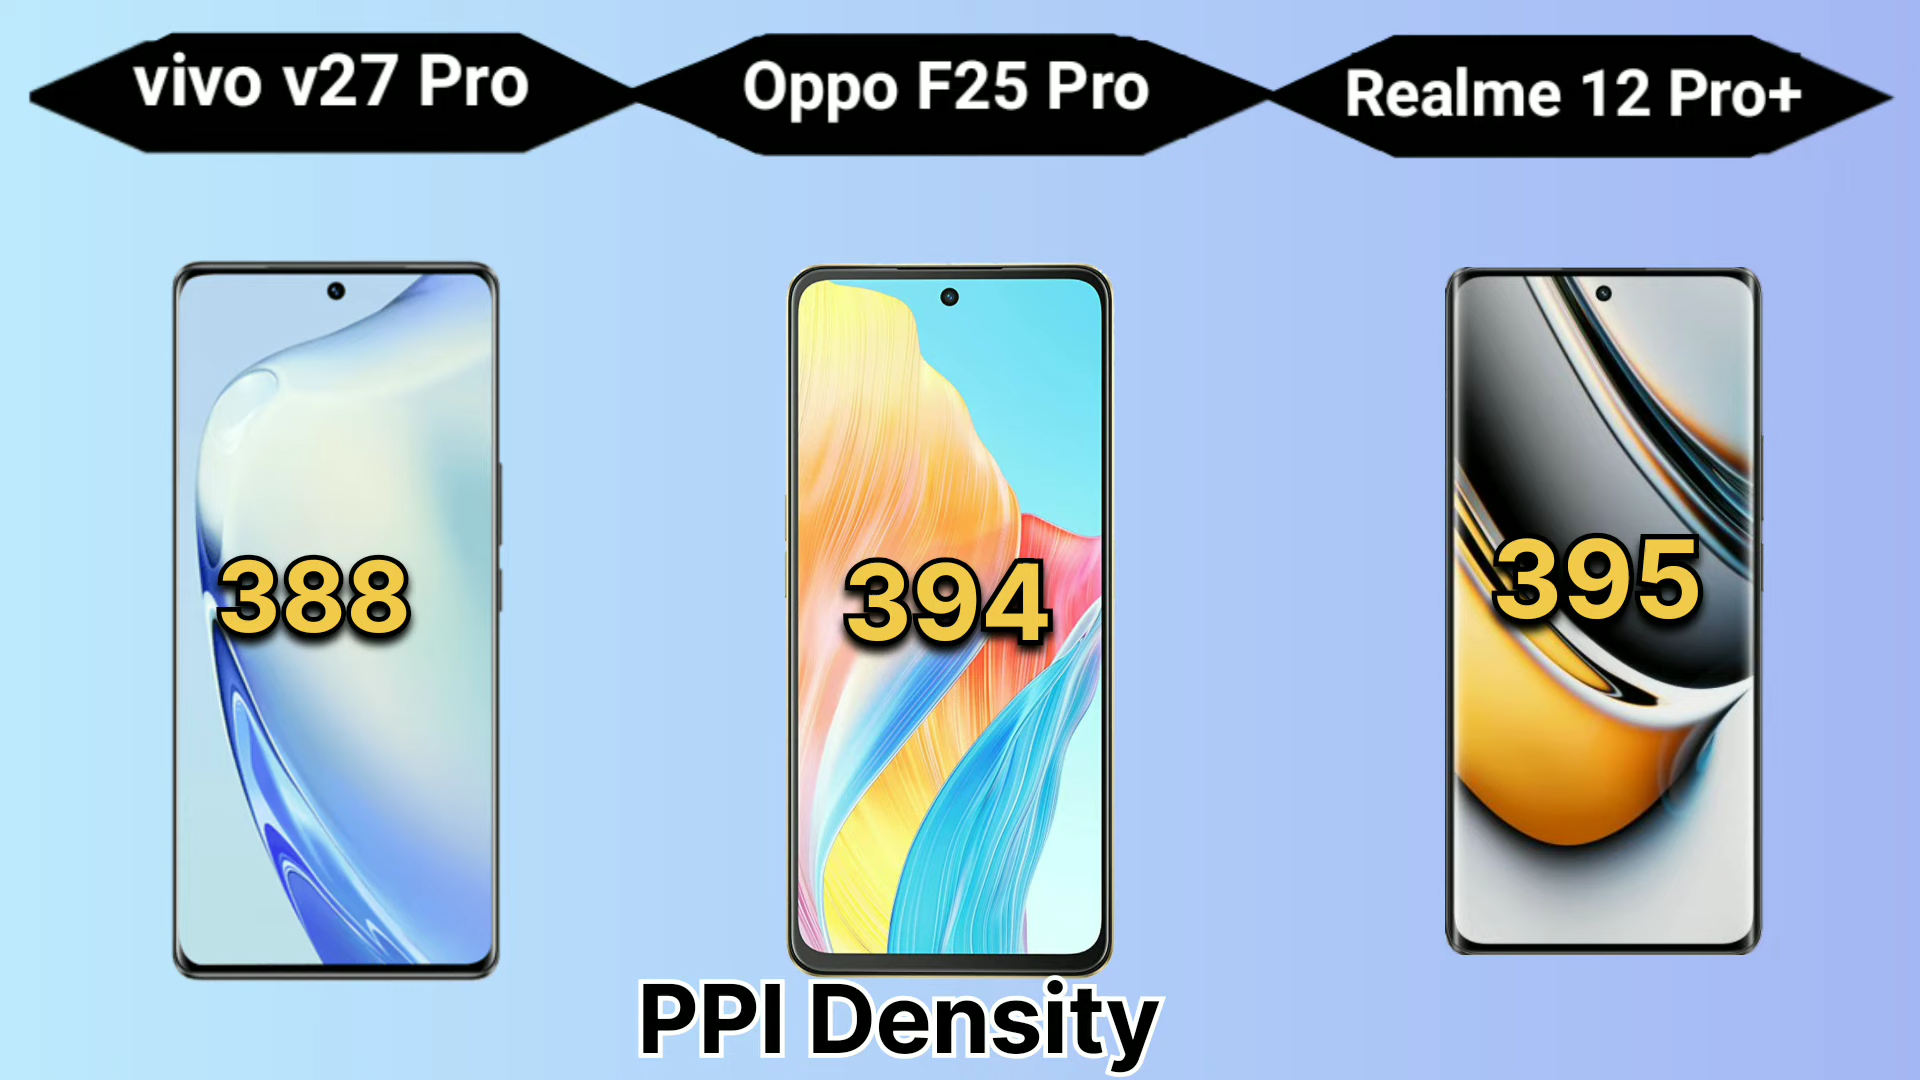 vivo v27 Pro
Oppo F25 Pro
Realme 12 Pro+
388
394
395
PPI Density